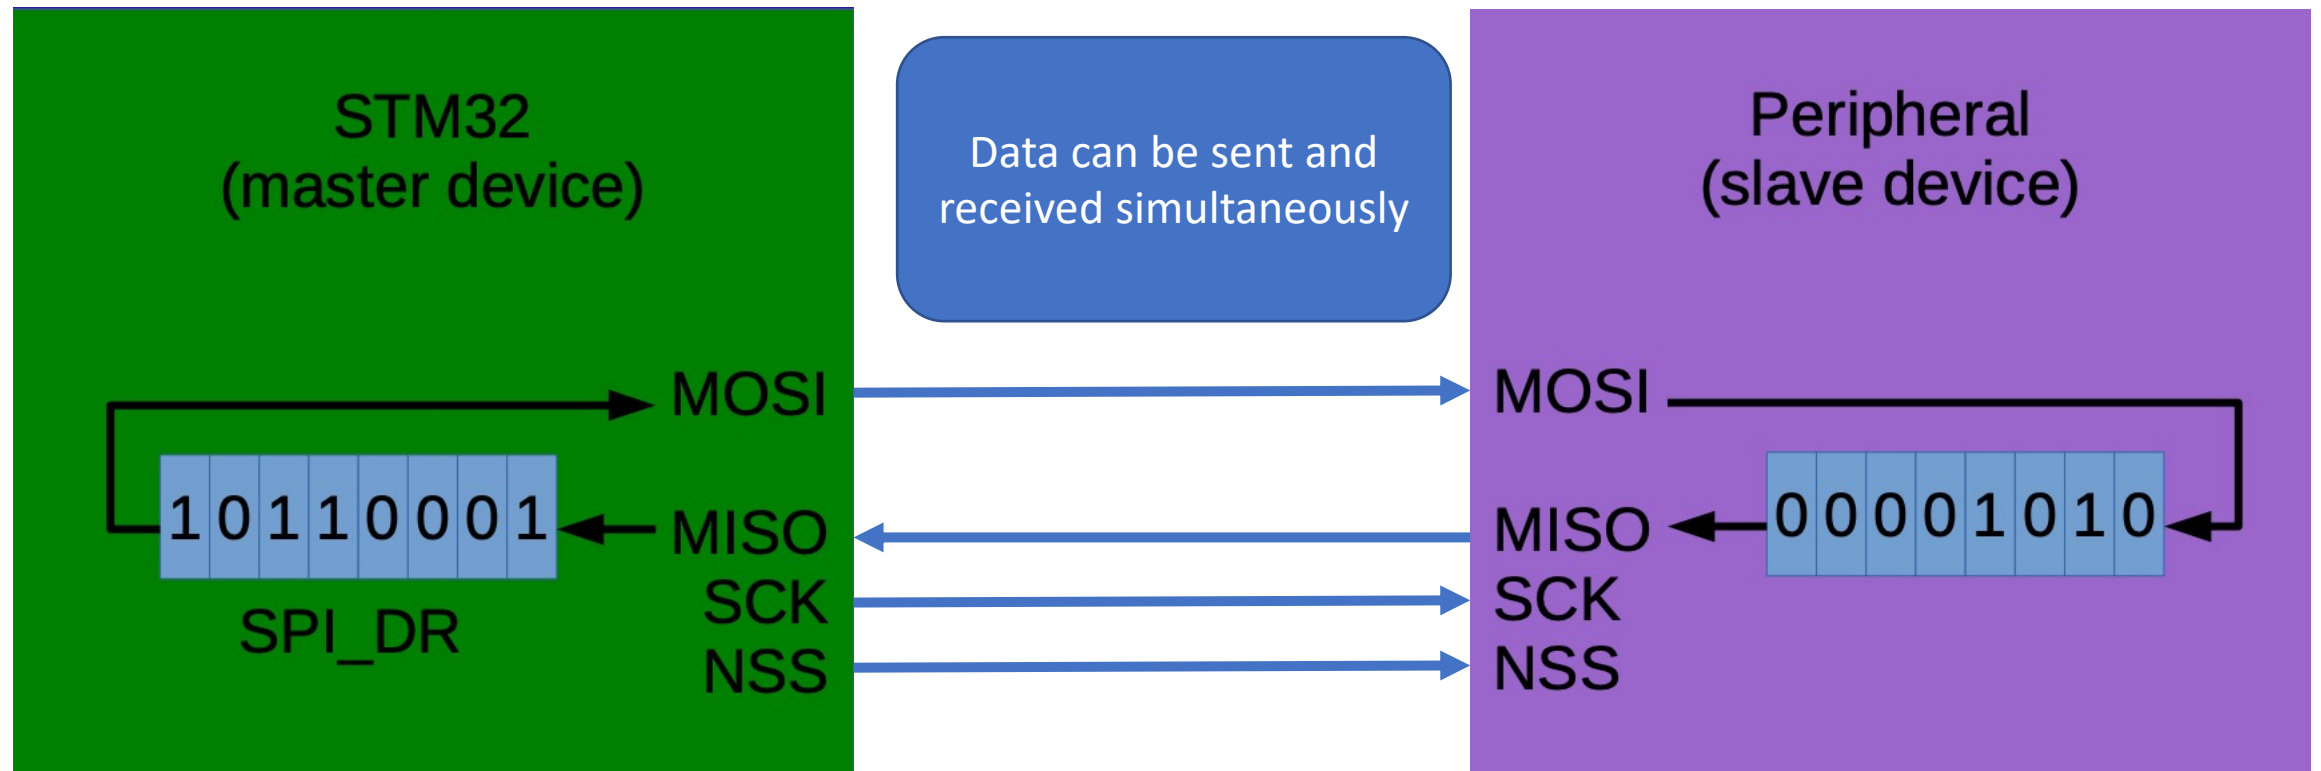 STM32
(master device)
Data can be sent and
received simultaneously
Peripheral
(slave device)
MOSI
MISO
SCK
NSS
1 0 1 1 0 0 0 1
SPI_DR
MOSI
MISO
SCK
NSS
0 0 0 0 1 0 1 0